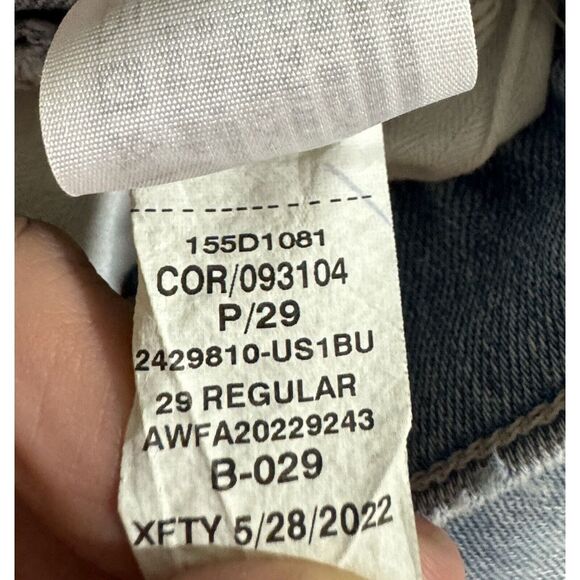 155D1081
COR/093104
P/29
2429810-US1BU
29 REGULAR
AWFA20229243
B-029
XFTY 5/28/2022